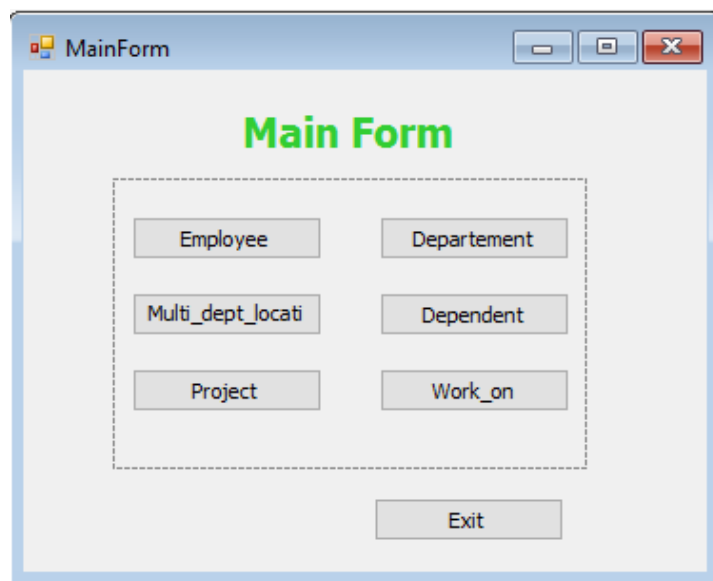 MainForm
Main Form
Employee
Departement
Multi_dept_locati
Dependent
Project
Work_on
Exit